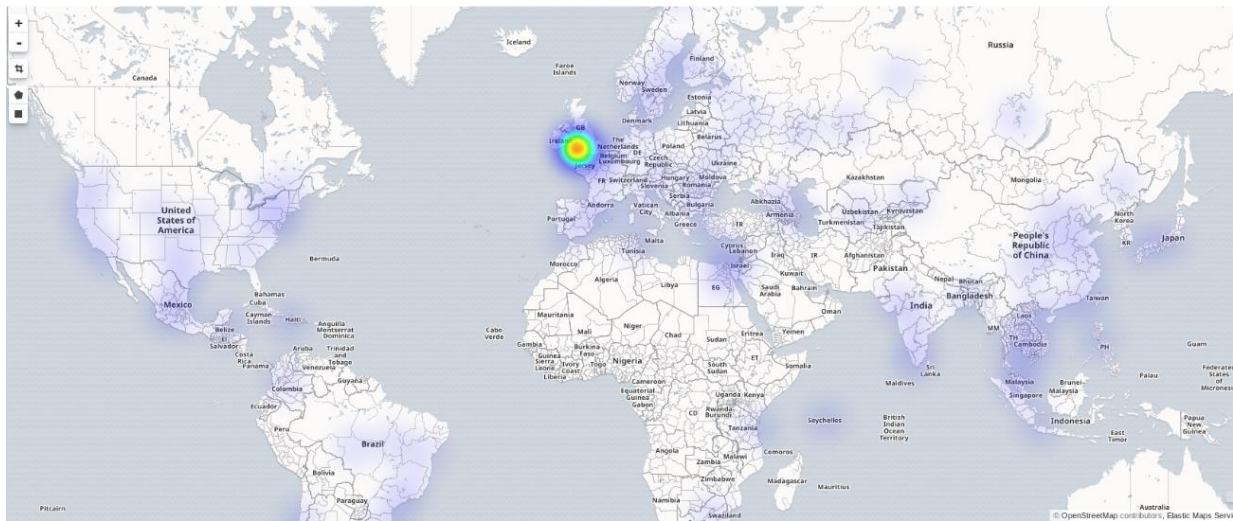 +
-
Iceland
Russia
Canada
Faroe
Islands
Finland
Norway
Sweden
Estonia
Latvia
Denmark
Lithuania
GB
Ireland
The
Netherlands
Belarus
DE
Poland
Belgium
Luxembourg
Czech
Republic
Ukraine
Jersey
FR
Switzerland
Hungary
Moldova
Slovenia
Romania
Kazakhstan
Mongolia
Serbia
Andorra
Vatican
City
Bulgaria
Abkhazia
Uzbekistan
Kyrgyzstan
North
Korea
United
States of
America
Portugal
Albania
Greece
TR
Armenia
Turkmenistan
Tajikistan
KR
Japan
People's
Republic
of China
Malta
Tunisia
Cyprus
Lebanon
Iraq
IR
Afghanistan
Bermuda
Morocco
Israel
Kuwait
Pakistan
Algeria
Libya
EG
Saudi
Arabia
Bahrain
Nepal
Bhutan
Bahamas
Cuba
Mexico
Oman
India
Bangladesh
Taiwan
Cayman
Islands
Haiti
Mauritania
MM
Laos
Belize
El
Salvador
Anguilla
Montserrat
Dominica
Cabo
Verde
Mali
Niger
Chad
Sudan
Eritrea
Yemen
TH
Cambodia
PH
Guam
Costa
Rica
Panama
Aruba
Venezuela
Trinidad
and
Tobago
Gambia
Guinea
Sierra
Leone
Liberia
Burkina
Faso
Ivory
Coast
Togo
Nigeria
South
Sudan
ET
Somalia
Sri
Lanka
Maldives
Palau
Federated
States of
Micronesia
Guyana
Colombia
Cameroon
Equatorial
Guinea
Gabon
Uganda
Kenya
Malaysia
Singapore
Brunei
Malaysia
Ecuador
CD
Rwanda
Burundi
Tanzania
Seychelles
British
Indian
Ocean
Territory
Indonesia
Papua
New
Guinea
Peru
Brazil
East
Timor
Angola
Comoros
Malawi
Zambia
Zimbabwe
Bolivia
Madagascar
Mauritius
Pitcairn
Paraguay
Namibia
Swaziland
Australia
© OpenStreetMap contributors, Elastic Maps Servi